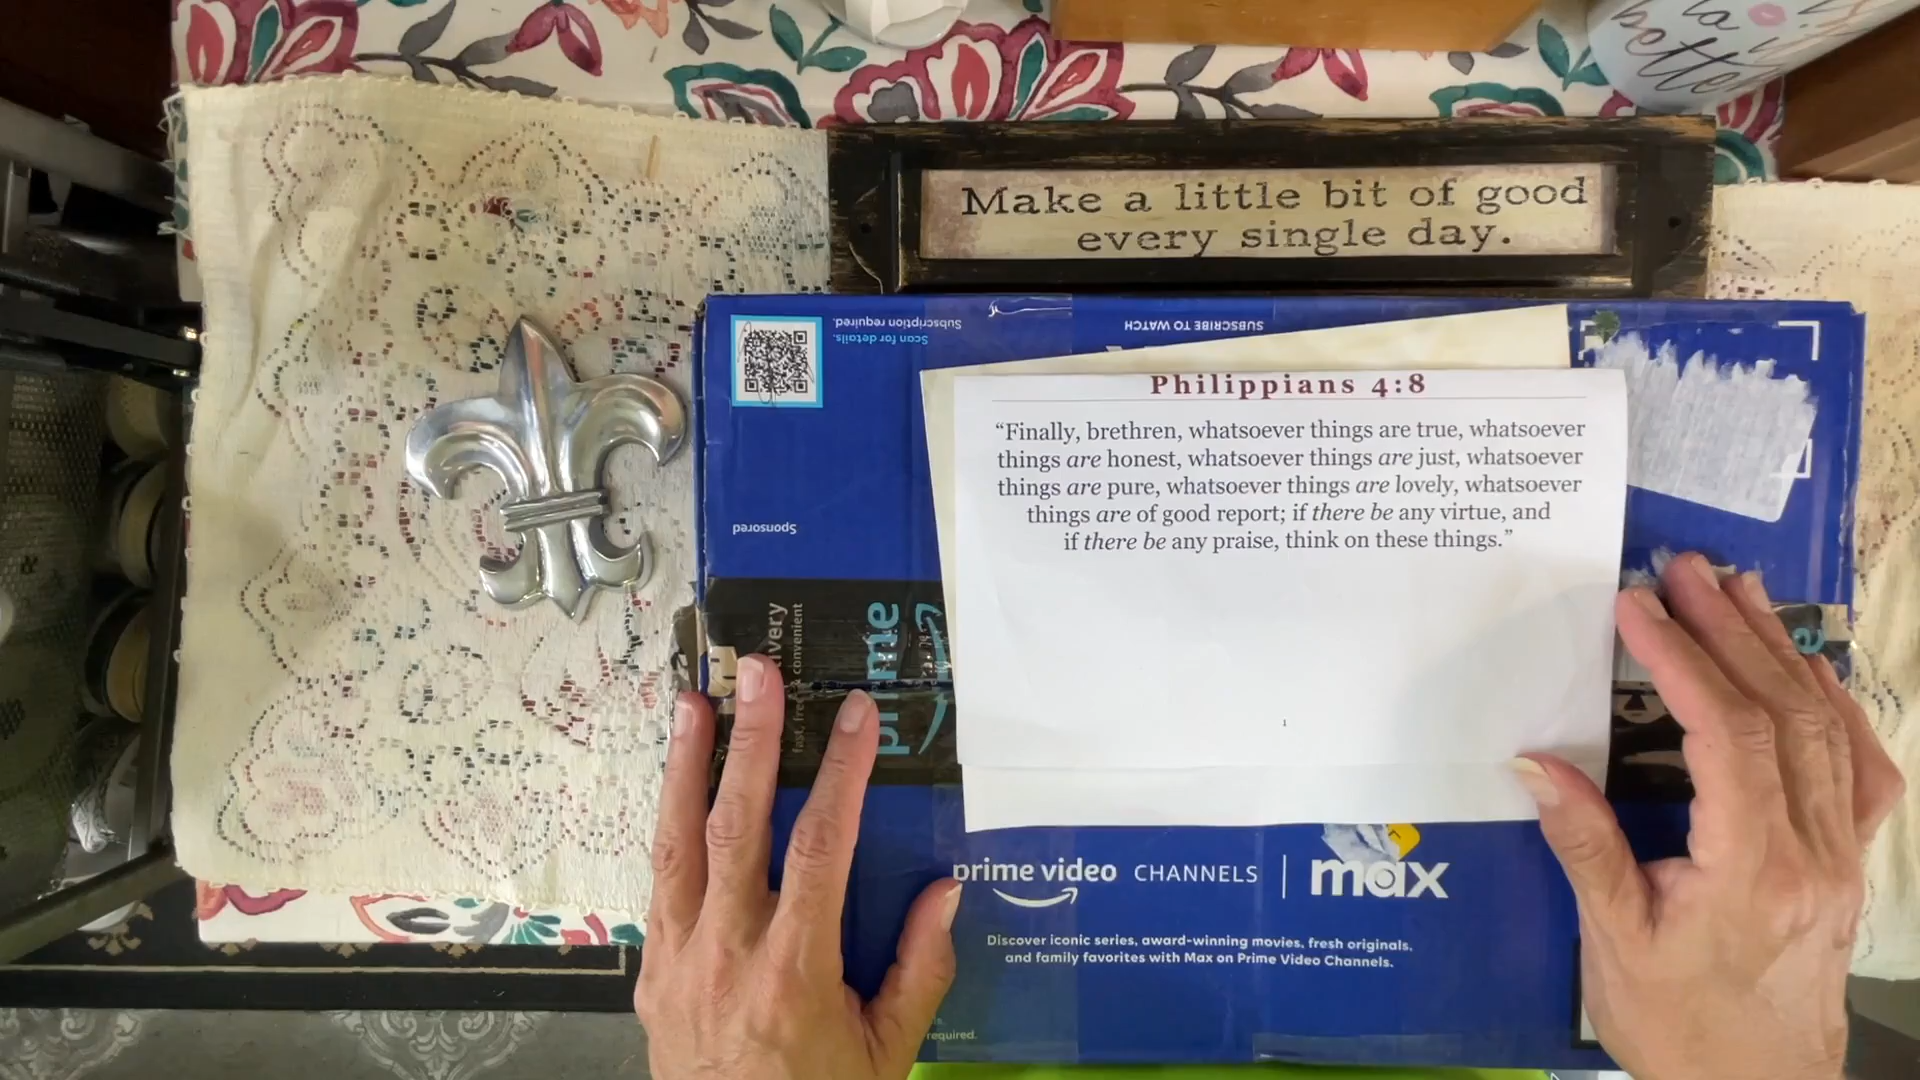 la
better
Make a little bit of good
every single day.
Subscription required.
Scan for details.
SUBSCRIBE TO WATCH
Philippians 4:8
“Finally, brethren, whatsoever things are true, whatsoever
things are honest, whatsoever things are just, whatsoever
things are pure, whatsoever things are lovely, whatsoever
things are of good report; if there be any virtue, and
if there be any praise, think on these things.”
1
Sponsored
prime
prime video CHANNELS | max
Discover iconic series, award-winning movies, fresh originals,
and family favorites with Max on Prime Video Channels.
required.